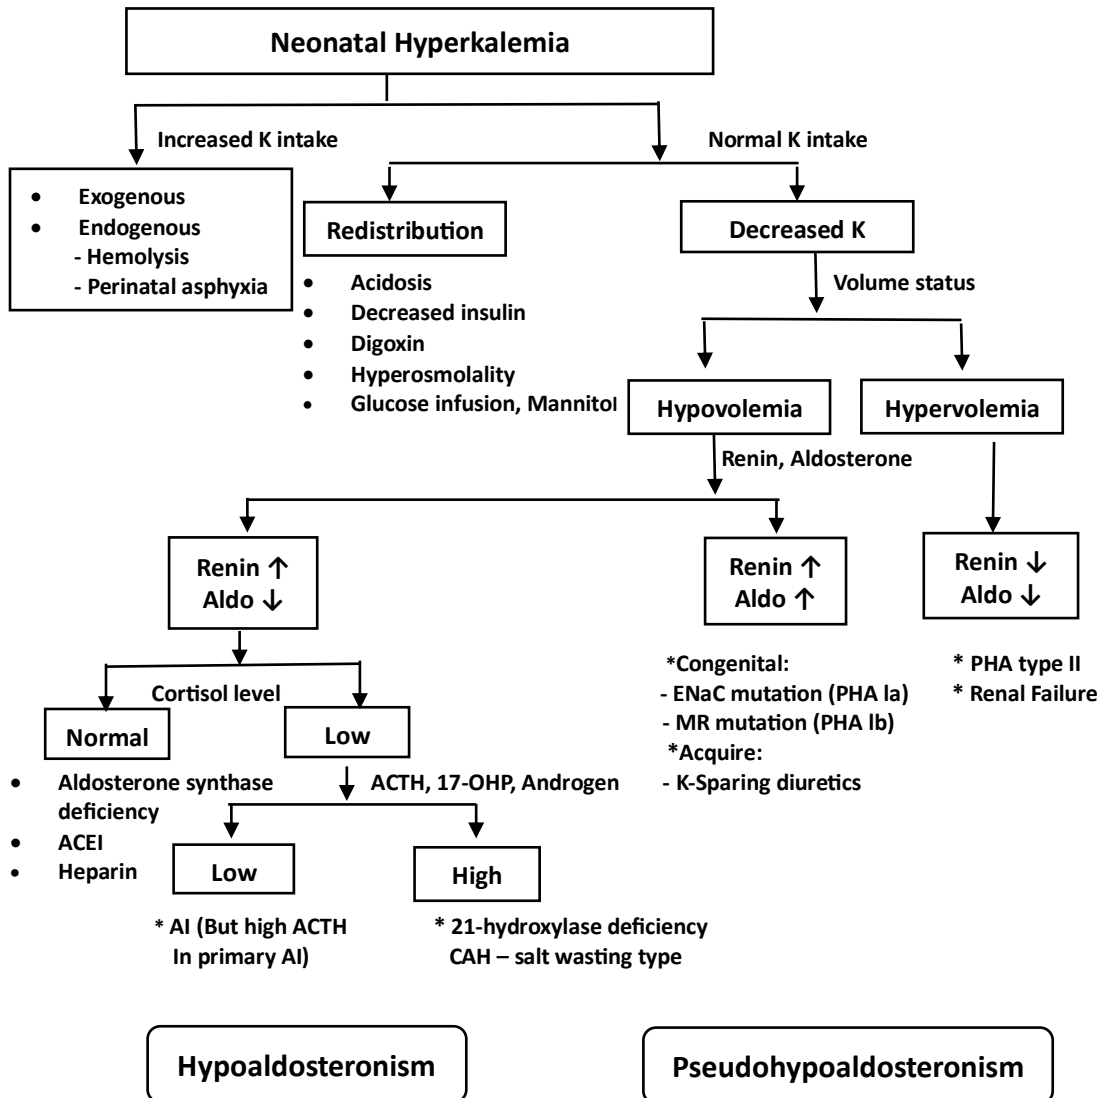 Neonatal Hyperkalemia
Increased K intake
Normal K intake
• Exogenous
• Endogenous
- Hemolysis
- Perinatal asphyxia
Redistribution
Decreased K
• Acidosis
• Decreased insulin
• Digoxin
• Hyperosmolality
• Glucose infusion, Mannitol
Volume status
Hypovolemia
Hypervolemia
Renin, Aldosterone
Renin ↑
Aldo ↓
Renin ↑
Aldo ↑
Renin ↓
Aldo ↓
Cortisol level
Normal
Low
• Aldosterone synthase
deficiency
• ACEI
• Heparin
ACTH, 17-OHP, Androgen
Low
High
* AI (But high ACTH
In primary AI)
* 21-hydroxylase deficiency
CAH – salt wasting type
*Congenital:
- ENaC mutation (PHA la)
- MR mutation (PHA lb)
*Acquire:
- K-Sparing diuretics
* PHA type II
* Renal Failure
Hypoaldosteronism
Pseudohypoaldosteronism